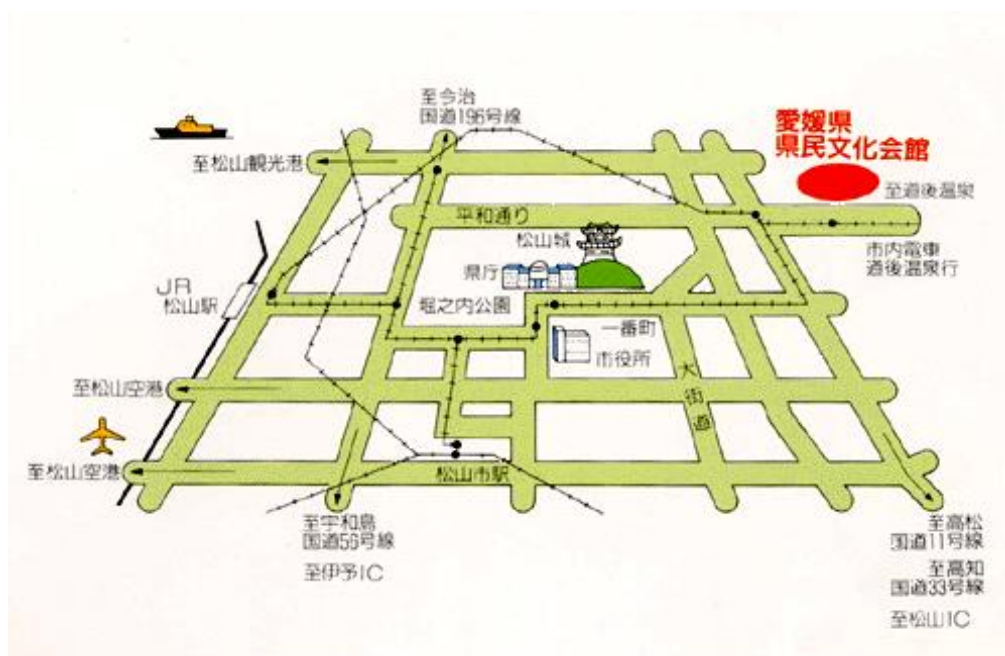 至今治
国道196号線
愛媛県
県民文化会館
至松山観光港
至道後温泉
平和通り
松山城
市内電車
道後温泉行
県庁
JR
松山駅
堀之内公園
一番町
市役所
至松山空港
大街道
至松山空港
松山市駅
至宇和島
国道56号線
至伊予IC
至高松
国道11号線
至高知
国道33号線
至松山IC